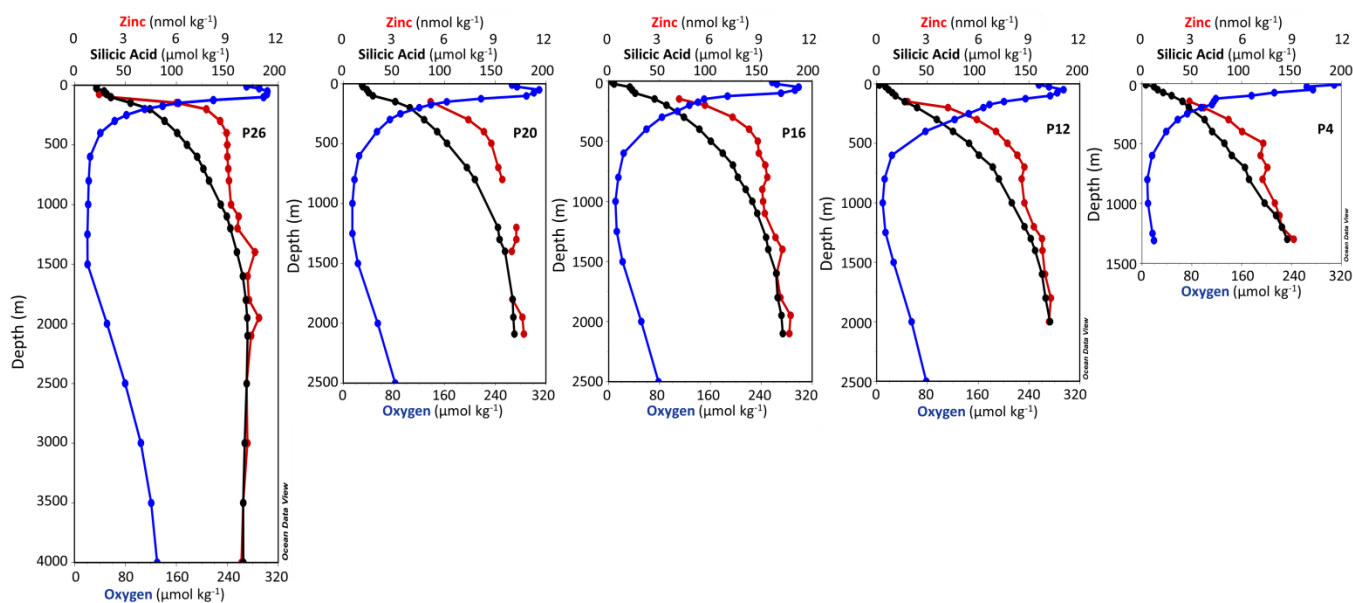 Zinc (nmol kg⁻¹)
0 3 6 9 12
Silicic Acid (µmol kg⁻¹)
0 50 100 150 200
0
500
1000
1500
2000
2500
3000
3500
4000
Depth (m)
P26
Ocean Data View
0 80 160 240 320
Oxygen (µmol kg⁻¹)
Zinc (nmol kg⁻¹)
0 3 6 9 12
Silicic Acid (µmol kg⁻¹)
0 50 100 150 200
0
500
1000
1500
2000
2500
Depth (m)
P20
0 80 160 240 320
Oxygen (µmol kg⁻¹)
Zinc (nmol kg⁻¹)
0 3 6 9 12
Silicic Acid (µmol kg⁻¹)
0 50 100 150 200
0
500
1000
1500
2000
2500
Depth (m)
P16
0 80 160 240 320
Oxygen (µmol kg⁻¹)
Zinc (nmol kg⁻¹)
0 3 6 9 12
Silicic Acid (µmol kg⁻¹)
0 50 100 150 200
0
500
1000
1500
2000
2500
Depth (m)
P12
Ocean Data View
0 80 160 240 320
Oxygen (µmol kg⁻¹)
Zinc (nmol kg⁻¹)
0 3 6 9 12
Silicic Acid (µmol kg⁻¹)
0 50 100 150 200
0
500
1000
1500
Depth (m)
P4
Ocean Data View
0 80 160 240 320
Oxygen (µmol kg⁻¹)